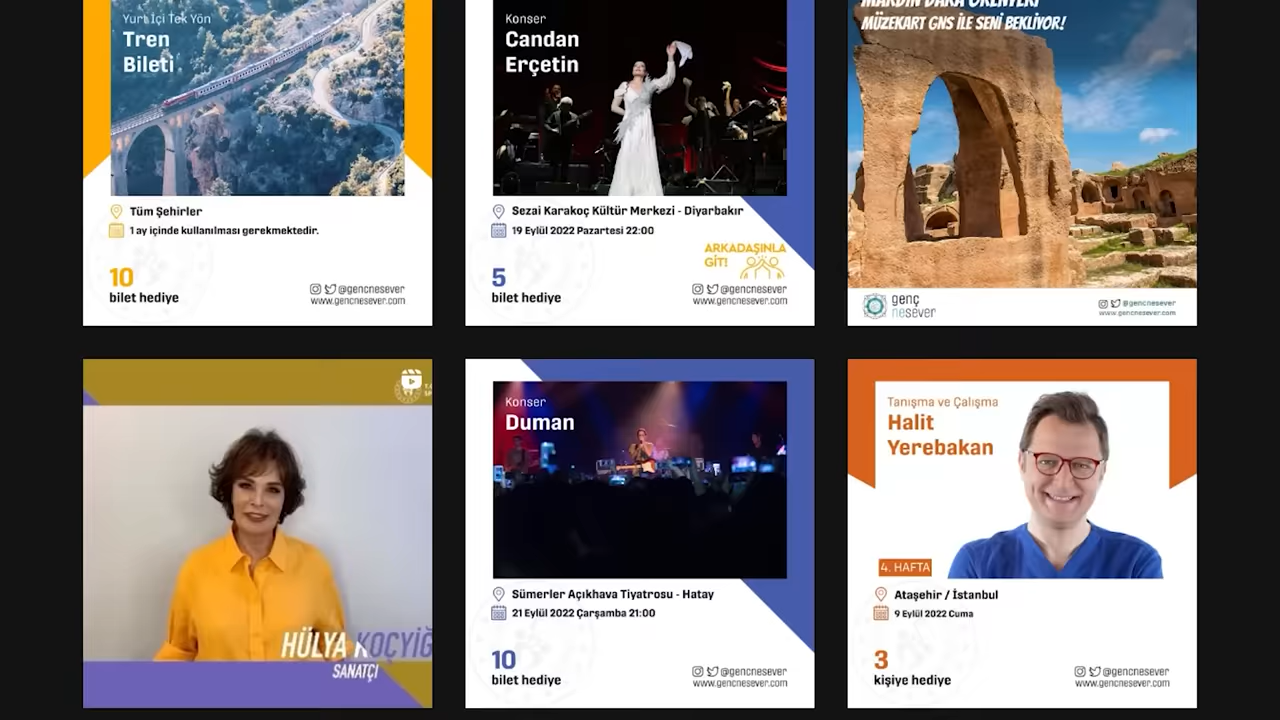 Yurt İçi Tek Yön
Tren
Bileti
Tüm Şehirler
1 ay içinde kullanılması gerekmektedir.
10
bilet hediye
@gencnesever
www.gencnesever.com
Konser
Candan
Erçetin
Sezai Karakoç Kültür Merkezi - Diyarbakır
19 Eylül 2022 Pazartesi 22:00
ARKADAŞINLA
GİT!
5
bilet hediye
@gencnesever
www.gencnesever.com
MARDİN DARA ÖRENYERİ
MÜZEKART GNS İLE SENİ BEKLİYOR!
genç
nesever
@gencnesever
www.gencnesever.com
HÜLYA KOÇYİĞ
SANATÇI
Konser
Duman
Sümerler Açıkhava Tiyatrosu - Hatay
21 Eylül 2022 Çarşamba 21:00
10
bilet hediye
@gencnesever
www.gencnesever.com
Tanışma ve Çalışma
Halit
Yerebakan
4. HAFTA
Ataşehir / İstanbul
9 Eylül 2022 Cuma
3
kişiye hediye
@gencnesever
www.gencnesever.com